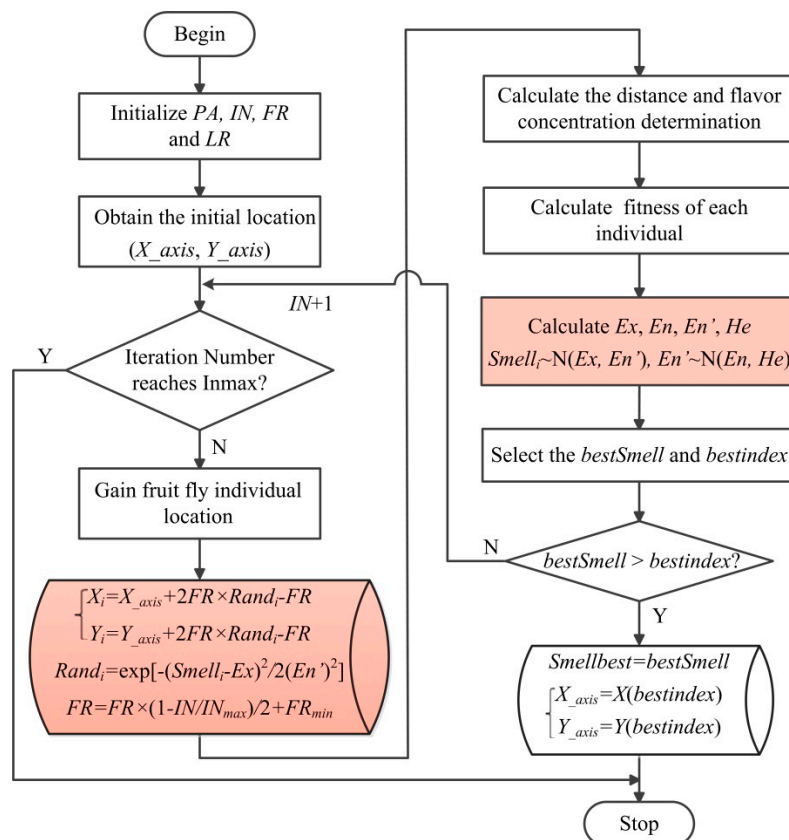 Begin
Initialize PA, IN, FR
and LR
Obtain the initial location
(X_axis, Y_axis)
IN+1
Y
Iteration Number
reaches Inmax?
N
Gain fruit fly individual
location
Xᵢ=X_axis+2FR×Randᵢ-FR
Yᵢ=Y_axis+2FR×Randᵢ-FR
Randᵢ=exp[-(Smellᵢ-Ex)²/2(En’)²]
FR=FR×(1-IN/INmax)/2+FRmin
Calculate the distance and flavor
concentration determination
Calculate fitness of each
individual
Calculate Ex, En, En’, He
Smellᵢ~N(Ex, En’), En’~N(En, He)
Select the bestSmell and bestindex
N
bestSmell > bestindex?
Y
Smellbest=bestSmell
X_axis=X(bestindex)
Y_axis=Y(bestindex)
Stop